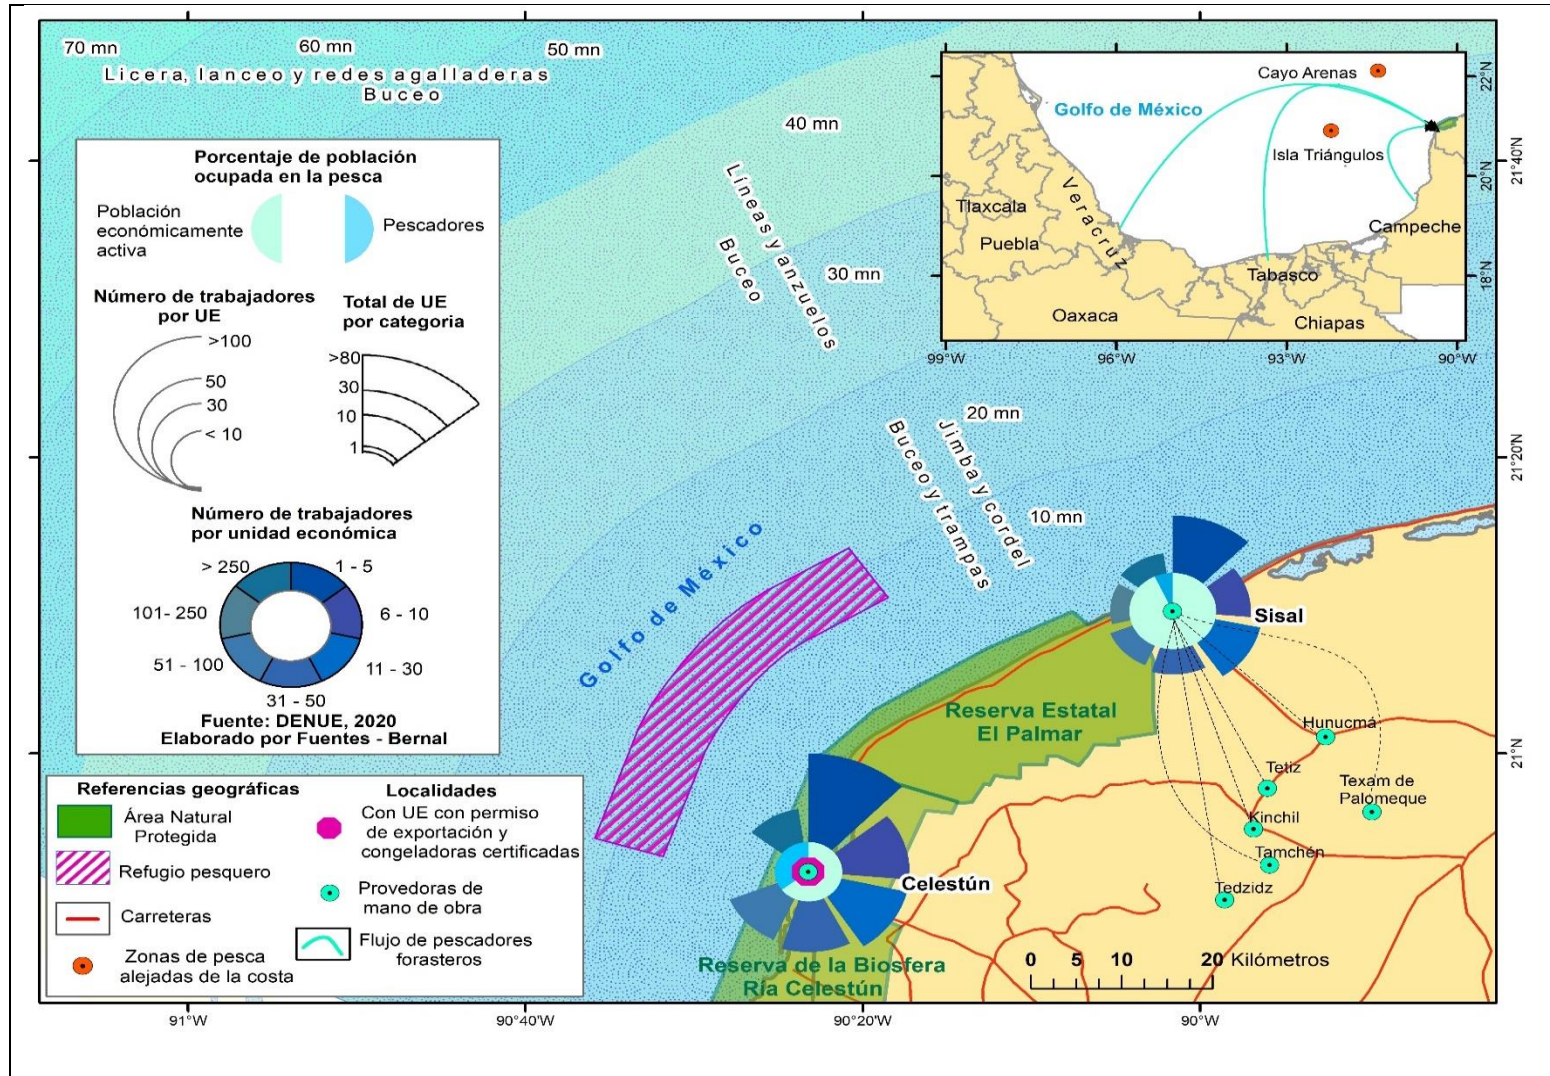 70 mn
60 mn
50 mn
Licera, lanceo y redes agalladeras
Buceo
40 mn
Líneas y anzuelos
Buceo
30 mn
20 mn
Jimba y cordel
Buceo y trampas
10 mn
Golfo de México
Cayo Arenas
Golfo de México
Isla Triángulos
Tlaxcala
Veracruz
Puebla
Campeche
Tabasco
Oaxaca
Chiapas
22°N
20°N
18°N
99°W
96°W
93°W
90°W
21°40'N
21°20'N
21°N
Porcentaje de población
ocupada en la pesca
Población
económicamente
activa
Pescadores
Número de trabajadores
por UE
>100
50
30
< 10
Total de UE
por categoria
>80
30
10
1
Número de trabajadores
por unidad económica
> 250
1 - 5
101- 250
6 - 10
51 - 100
11 - 30
31 - 50
Fuente: DENUE, 2020
Elaborado por Fuentes - Bernal
Referencias geográficas
Área Natural
Protegida
Refugio pesquero
Carreteras
Zonas de pesca
alejadas de la costa
Localidades
Con UE con permiso
de exportación y
congeladoras certificadas
Provedoras de
mano de obra
Flujo de pescadores
forasteros
Sisal
Reserva Estatal
El Palmar
Hunucmá
Tetiz
Texam de
Palomeque
Kinchil
Tamchén
Tedzidz
Celestún
Reserva de la Biosfera
Ría Celestún
0 5 10 20 Kilómetros
91°W
90°40'W
90°20'W
90°W